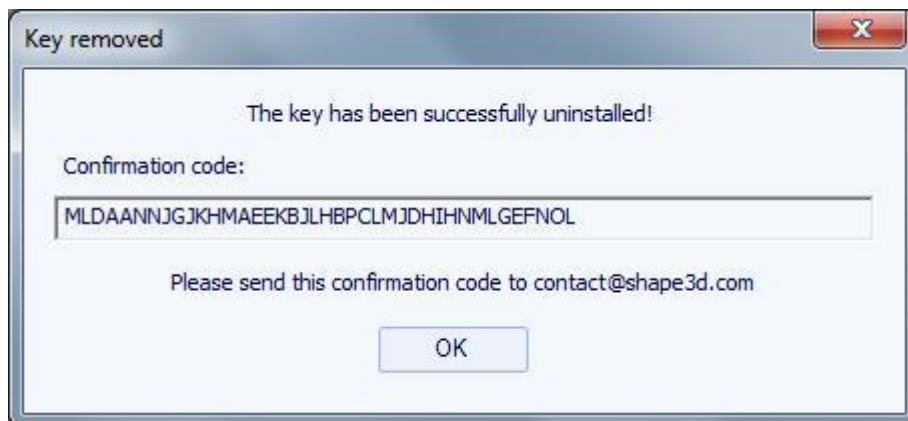 Key removed
The key has been successfully uninstalled!
Confirmation code:
MLDAANNJGJKHMAEEKBJLHBPCLMJDHIHNMLGEFNOL
Please send this confirmation code to contact@shape3d.com
OK